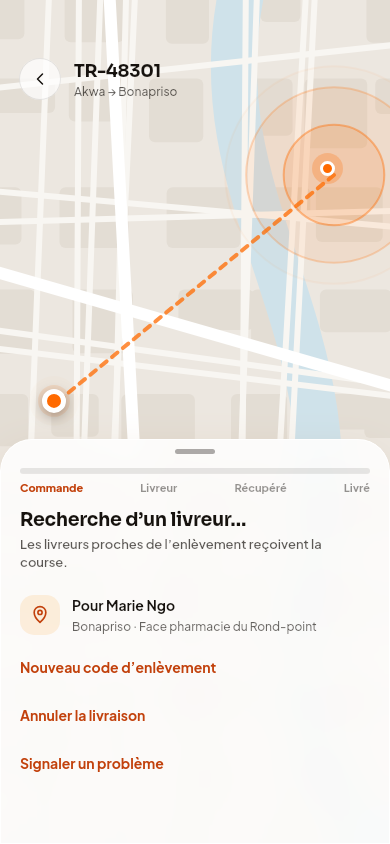 TR-48301
Akwa → Bonapriso
Commande Livreur Récupéré Livré
Recherche d’un livreur...
Les livreurs proches de l'enlèvement reçoivent la
course.
Pour Marie Ngo
Bonapriso · Face pharmacie du Rond-point
Nouveau code d’enlèvement
Annuler la livraison
Signaler un problème